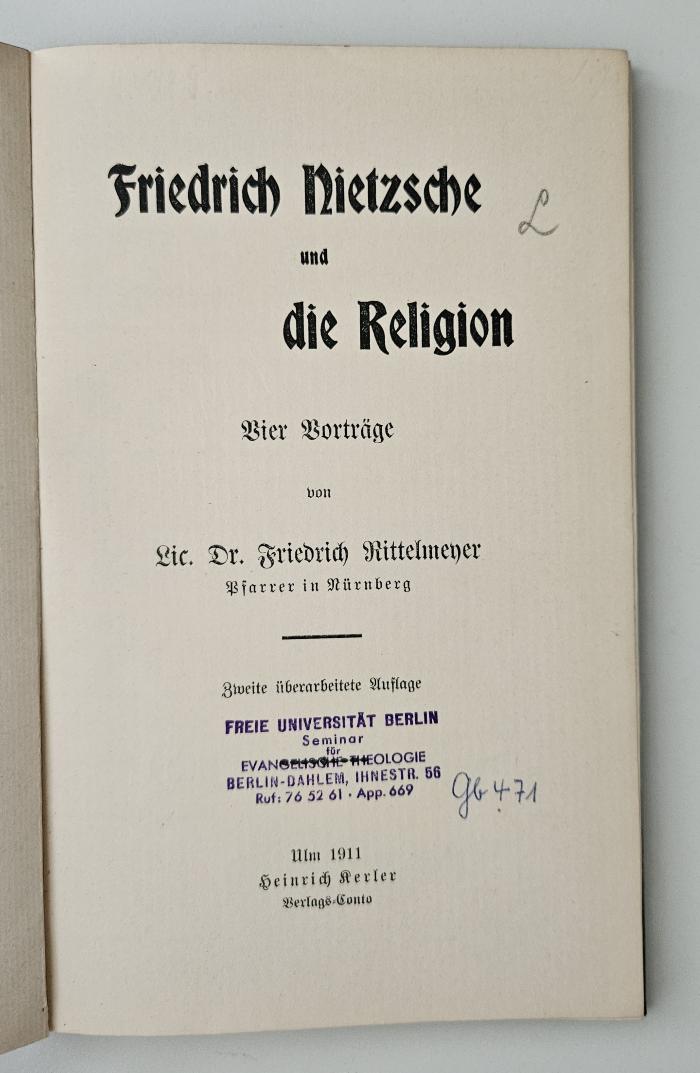 Friedrich Nietzsche
L
und
die Religion
Vier Vorträge
von
Lic. Dr. Friedrich Rittelmeyer
Pfarrer in Nürnberg
Zweite überarbeitete Auflage
FREIE UNIVERSITÄT BERLIN
Seminar
für
EVANGELISCHE THEOLOGIE
BERLIN-DAHLEM, IHNESTR. 56
Ruf: 76 52 61 · App. 669
Gb 471
Ulm 1911
Heinrich Kerler
Verlags-Conto